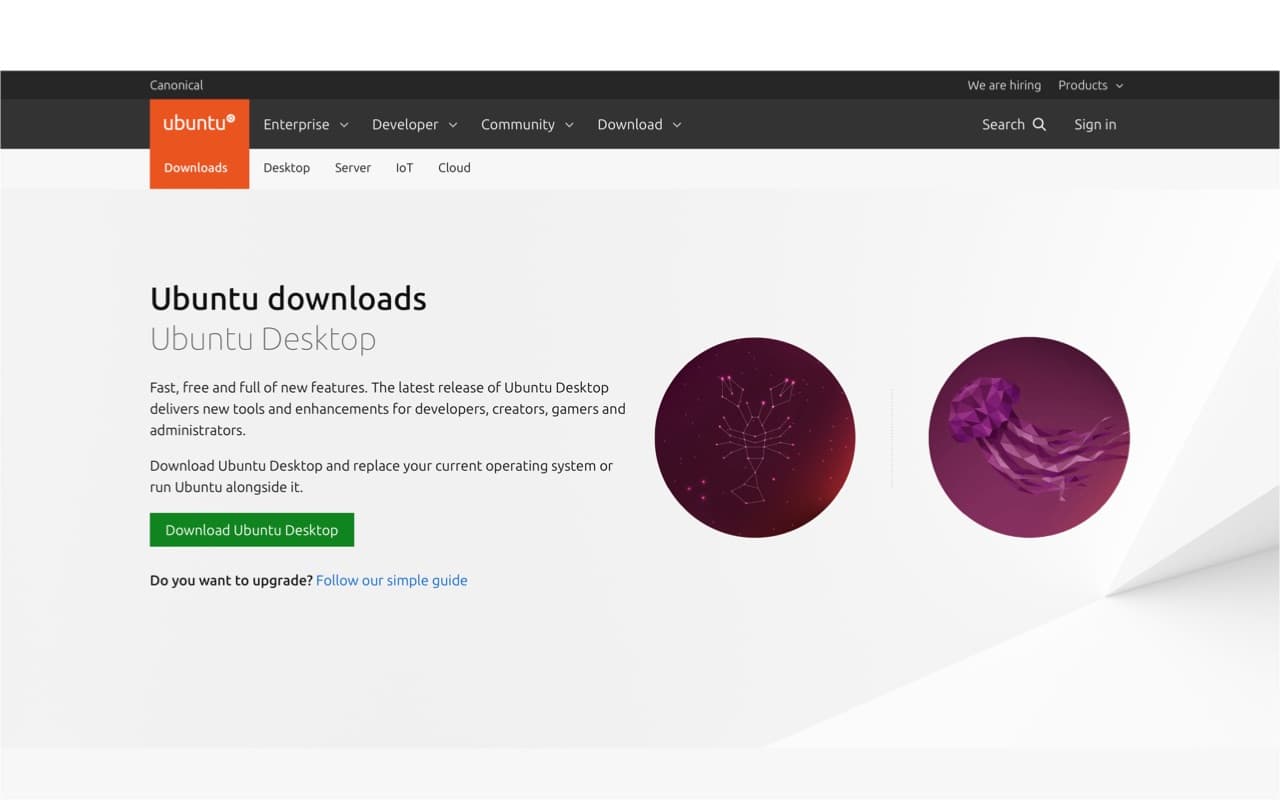 Canonical
We are hiring
Products
ubuntu
Enterprise
Developer
Community
Download
Search
Sign in
Downloads
Desktop
Server
IoT
Cloud
Ubuntu downloads
Ubuntu Desktop
Fast, free and full of new features. The latest release of Ubuntu Desktop
delivers new tools and enhancements for developers, creators, gamers and
administrators.
Download Ubuntu Desktop and replace your current operating system or
run Ubuntu alongside it.
Download Ubuntu Desktop
Do you want to upgrade? Follow our simple guide